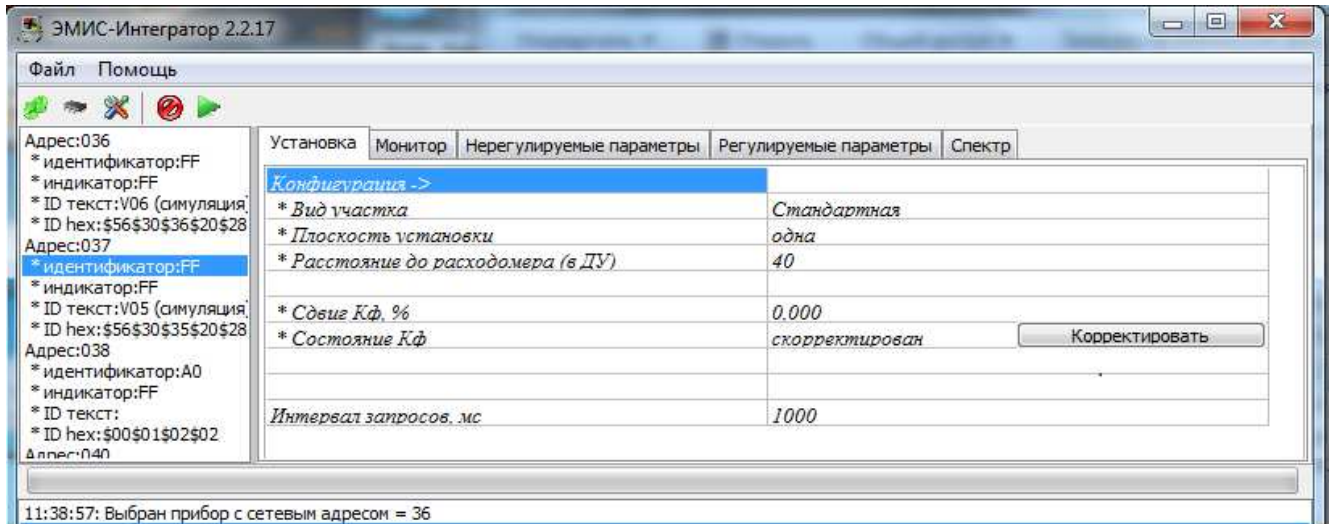 ЭМИС-Интегратор 2.2.17
Файл Помощь
Адрес:036
* идентификатор:FF
* индикатор:FF
* ID текст:V06 (симуляция)
* ID hex:$56$30$36$20$28
Адрес:037
* идентификатор:FF
* индикатор:FF
* ID текст:V05 (симуляция)
* ID hex:$56$30$35$20$28
Адрес:038
* идентификатор:A0
* индикатор:FF
* ID текст:
* ID hex:$00$01$02$02
Адрес:040
Установка Монитор Нерегулируемые параметры Регулируемые параметры Спектр
Конфигурация ->
* Вид участка Стандартная
* Плоскость установки одна
* Расстояние до расходомера (в ДУ) 40
* Сдвиг Кф, % 0,000
* Состояние Кф скорректирован Корректировать
Интервал запросов, мс 1000
11:38:57: Выбран прибор с сетевым адресом = 36